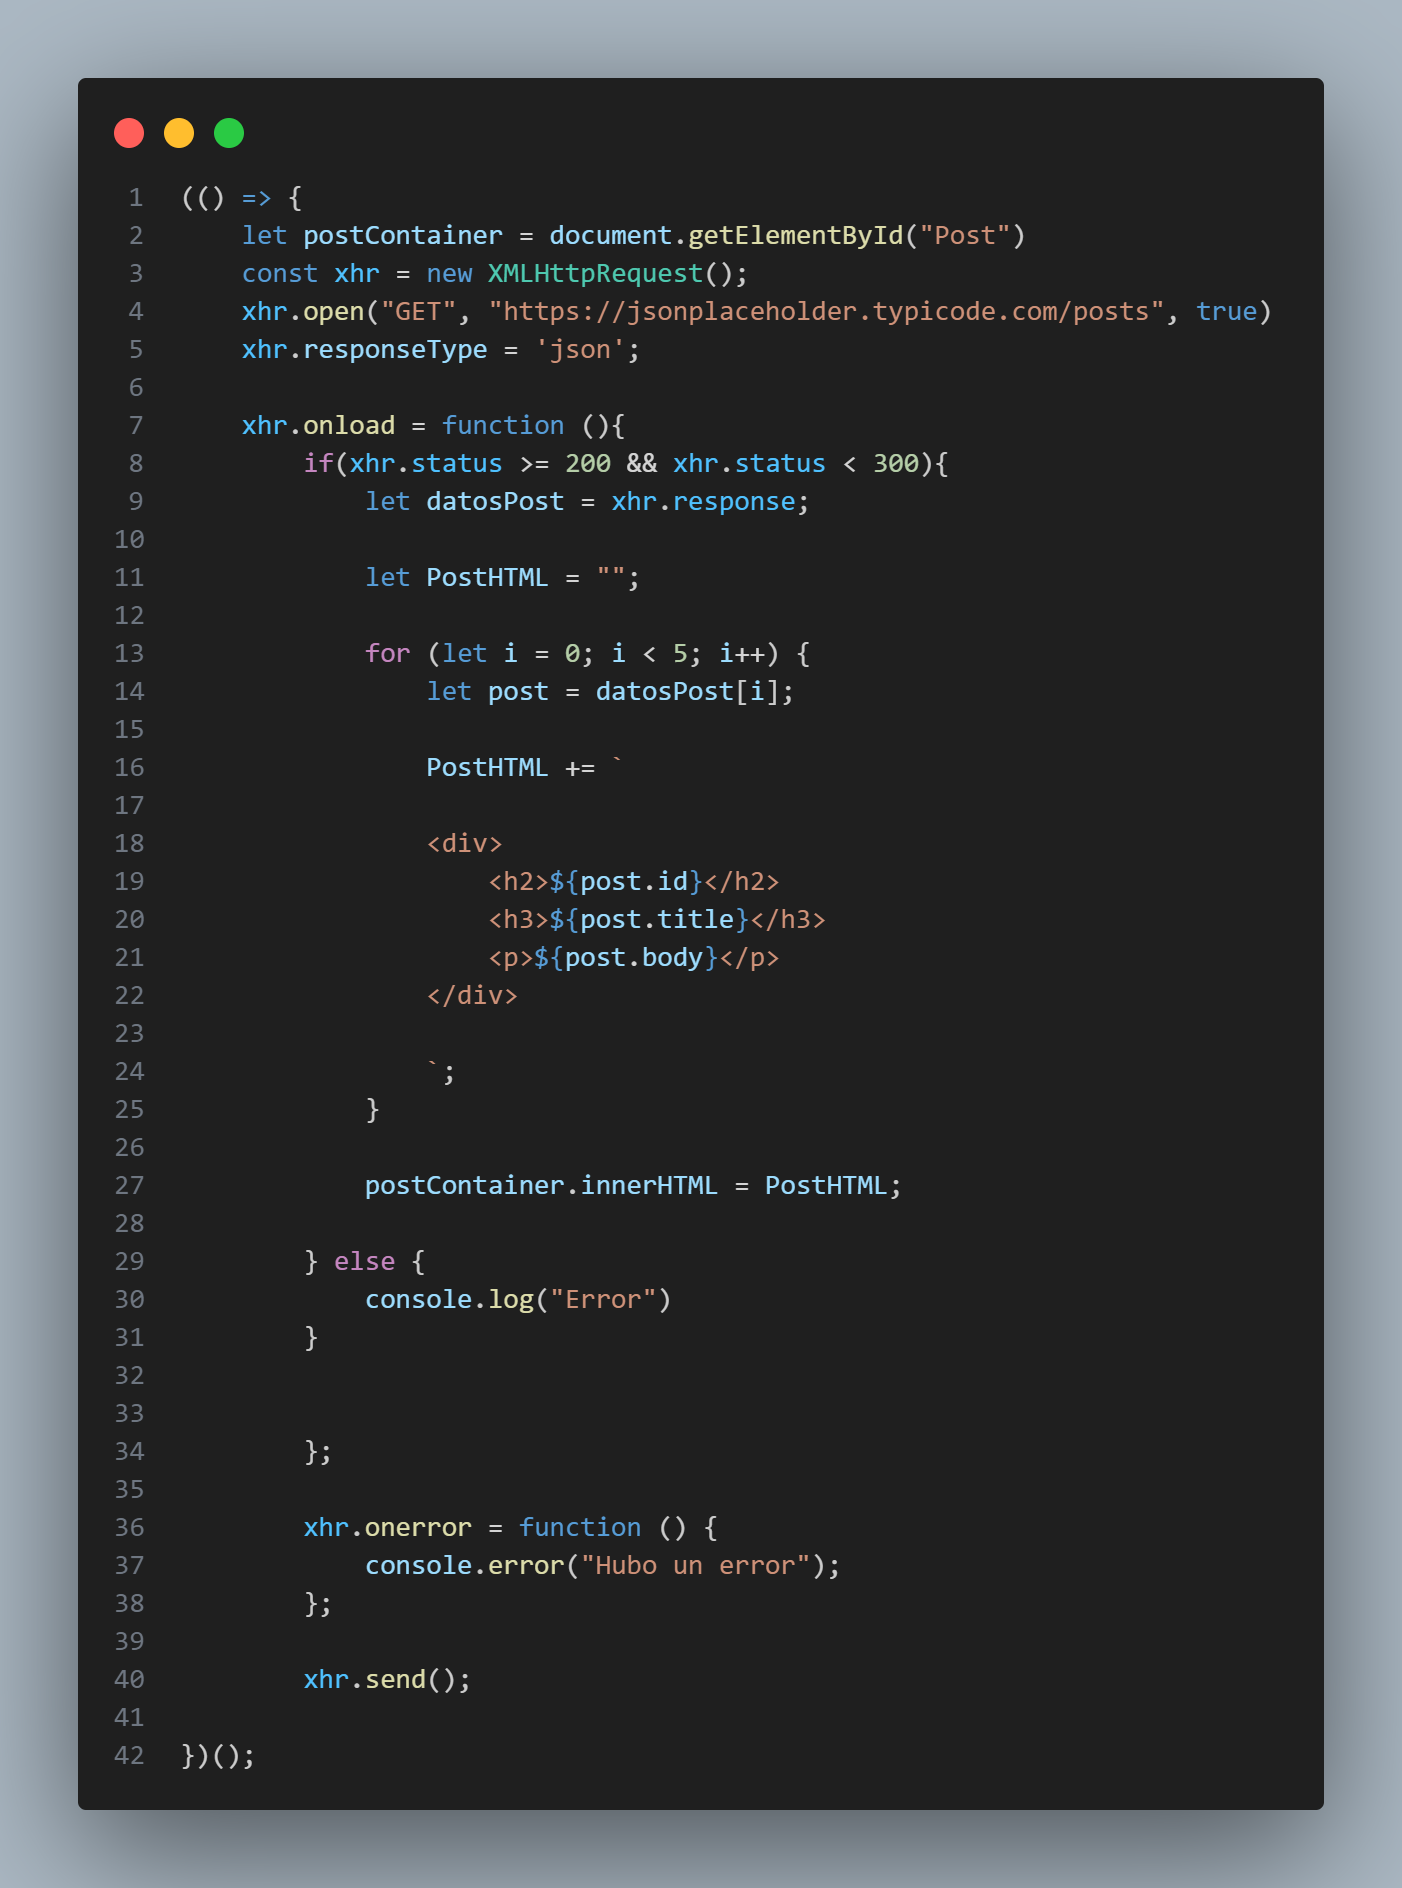 1 (() => {
2     let postContainer = document.getElementById("Post")
3     const xhr = new XMLHttpRequest();
4     xhr.open("GET", "https://jsonplaceholder.typicode.com/posts", true)
5     xhr.responseType = 'json';
6
7     xhr.onload = function (){
8         if(xhr.status >= 200 && xhr.status < 300){
9             let datosPost = xhr.response;
10
11             let PostHTML = "";
12
13             for (let i = 0; i < 5; i++) {
14                 let post = datosPost[i];
15
16                 PostHTML += `
17
18                 <div>
19                     <h2>${post.id}</h2>
20                     <h3>${post.title}</h3>
21                     <p>${post.body}</p>
22                 </div>
23
24                 `;
25             }
26
27             postContainer.innerHTML = PostHTML;
28
29         } else {
30             console.log("Error")
31         }
32
33
34         };
35
36         xhr.onerror = function () {
37             console.error("Hubo un error");
38         };
39
40         xhr.send();
41
42 })();